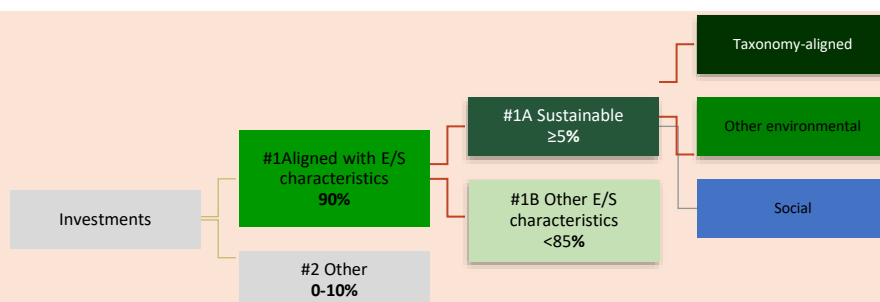 Taxonomy-aligned
#1A Sustainable
≥5%
Other environmental
#1Aligned with E/S
characteristics
90%
Investments
#1B Other E/S
characteristics
<85%
Social
#2 Other
0-10%